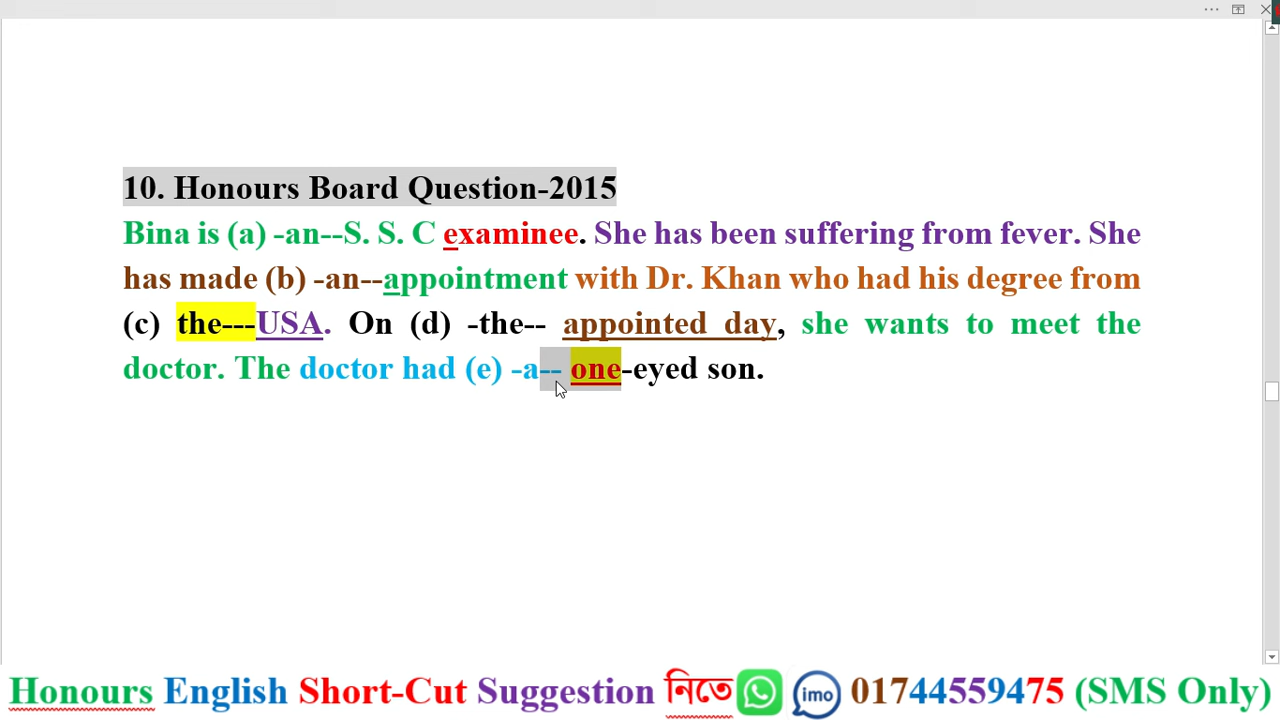 10. Honours Board Question-2015
Bina is (a) -an--S. S. C examinee. She has been suffering from fever. She
has made (b) -an--appointment with Dr. Khan who had his degree from
(c) the---USA. On (d) -the-- appointed day, she wants to meet the
doctor. The doctor had (e) -a-- one-eyed son.
Honours English Short-Cut Suggestion নিতে imo 01744559475 (SMS Only)